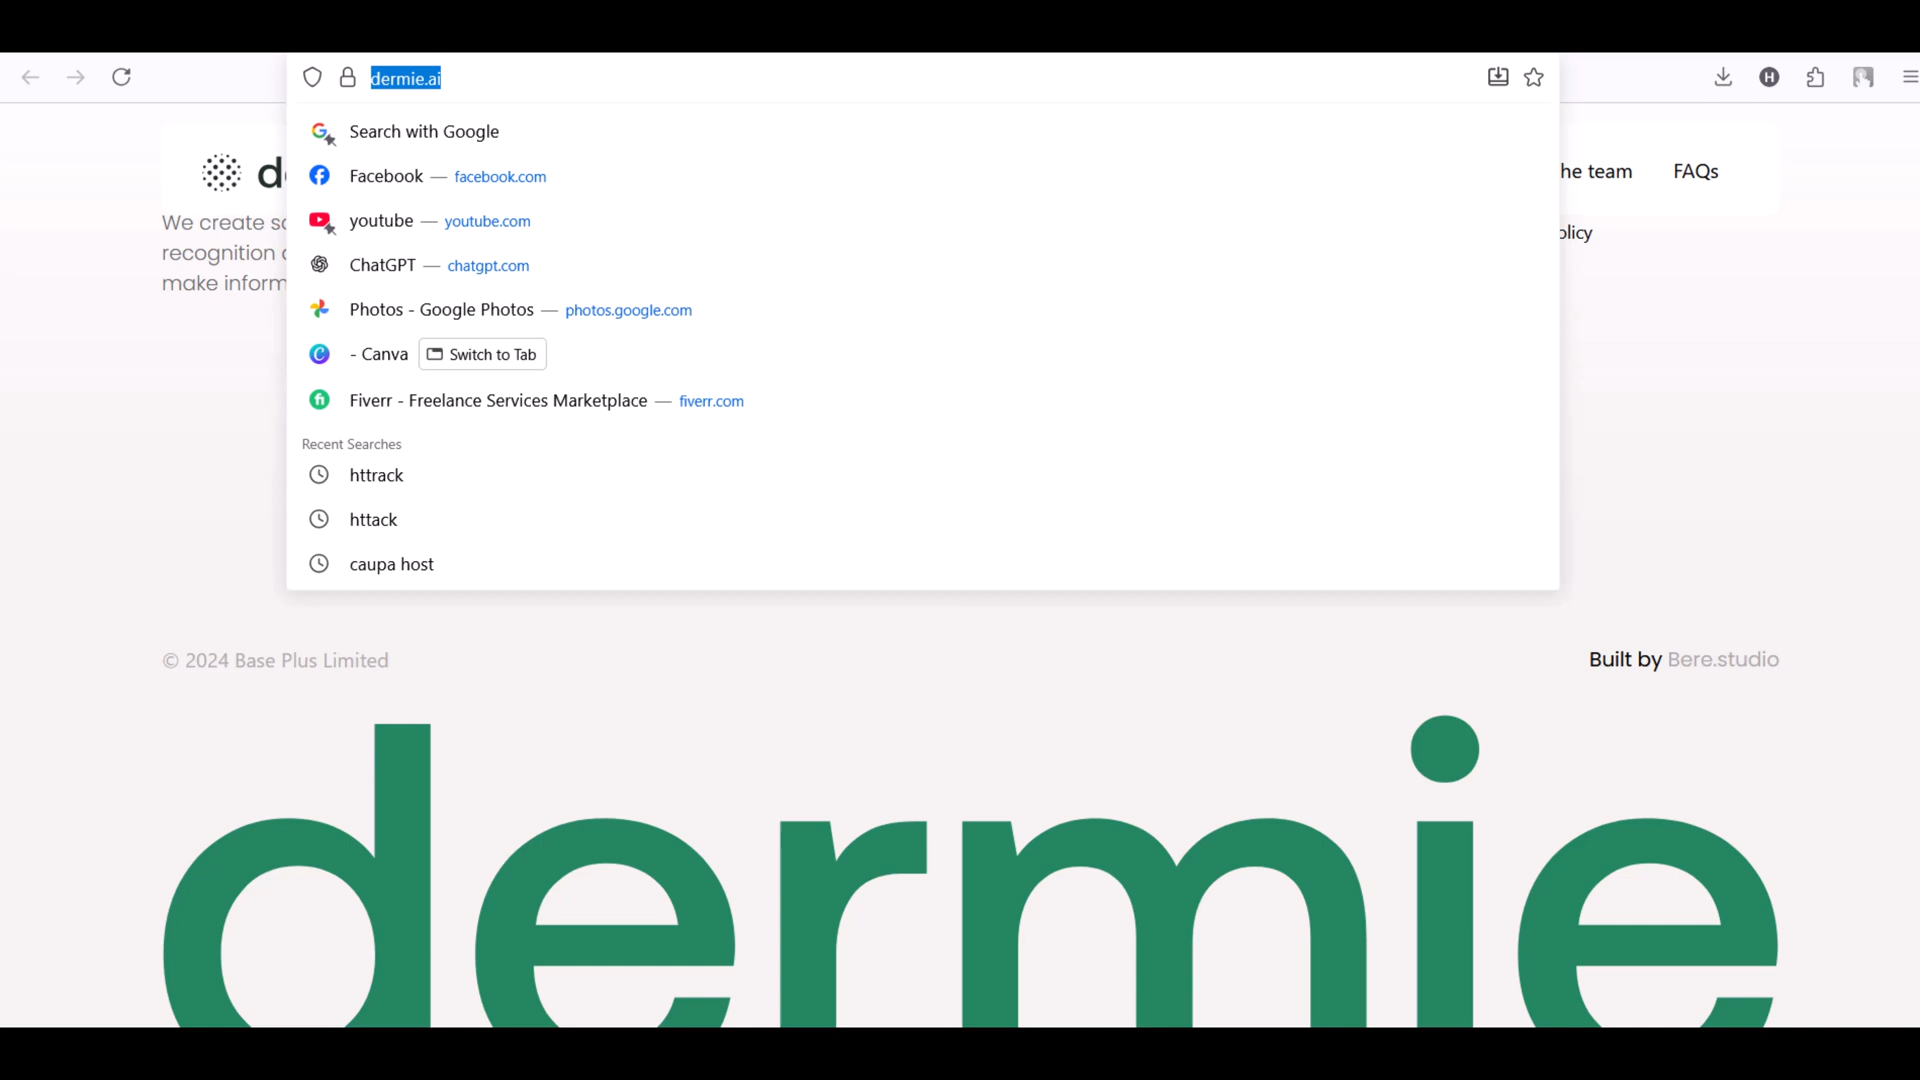 dermie.ai
H
Search with Google
Facebook — facebook.com
youtube — youtube.com
ChatGPT — chatgpt.com
Photos - Google Photos — photos.google.com
- Canva Switch to Tab
Fiverr - Freelance Services Marketplace — fiverr.com
Recent Searches
httrack
httack
caupa host
he team FAQs
We create
recognition
make inform
olicy
© 2024 Base Plus Limited
Built by Bere.studio
dermie